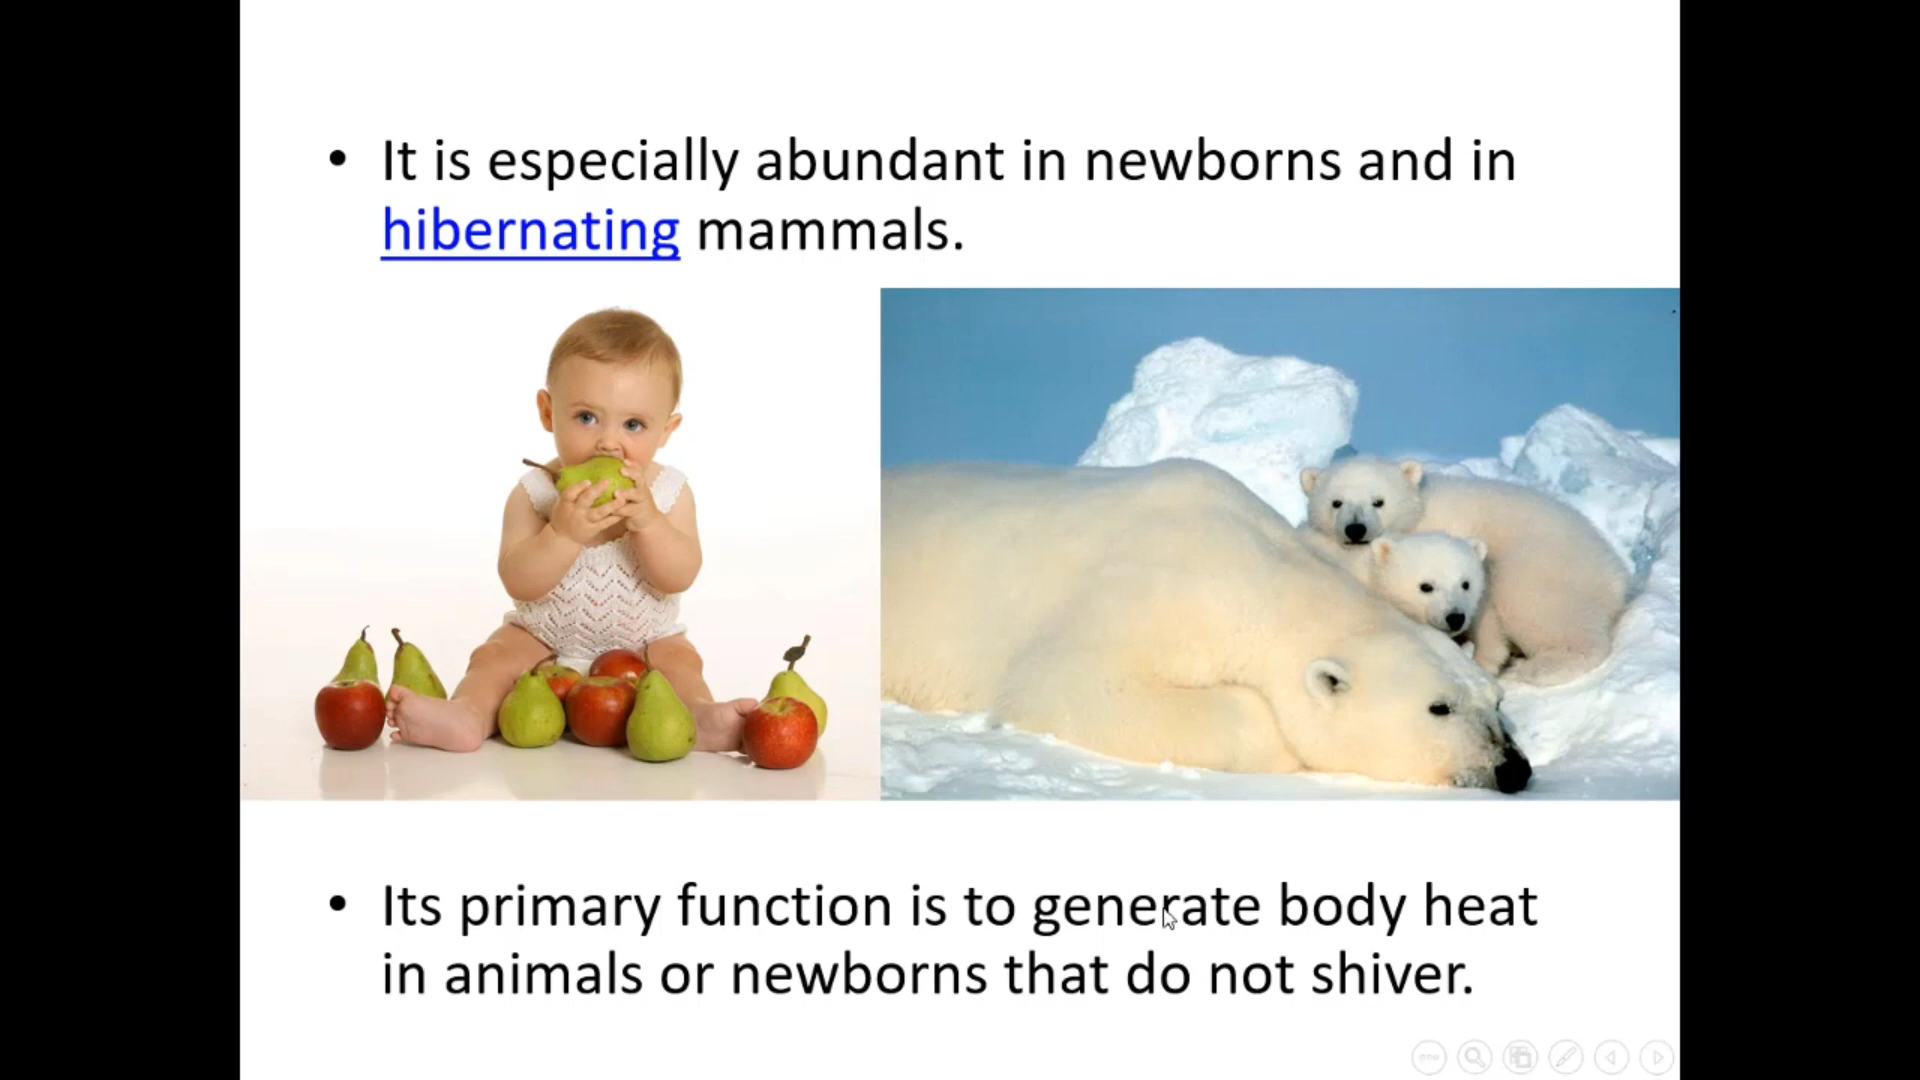 • It is especially abundant in newborns and in
hibernating mammals.
• Its primary function is to generate body heat
in animals or newborns that do not shiver.